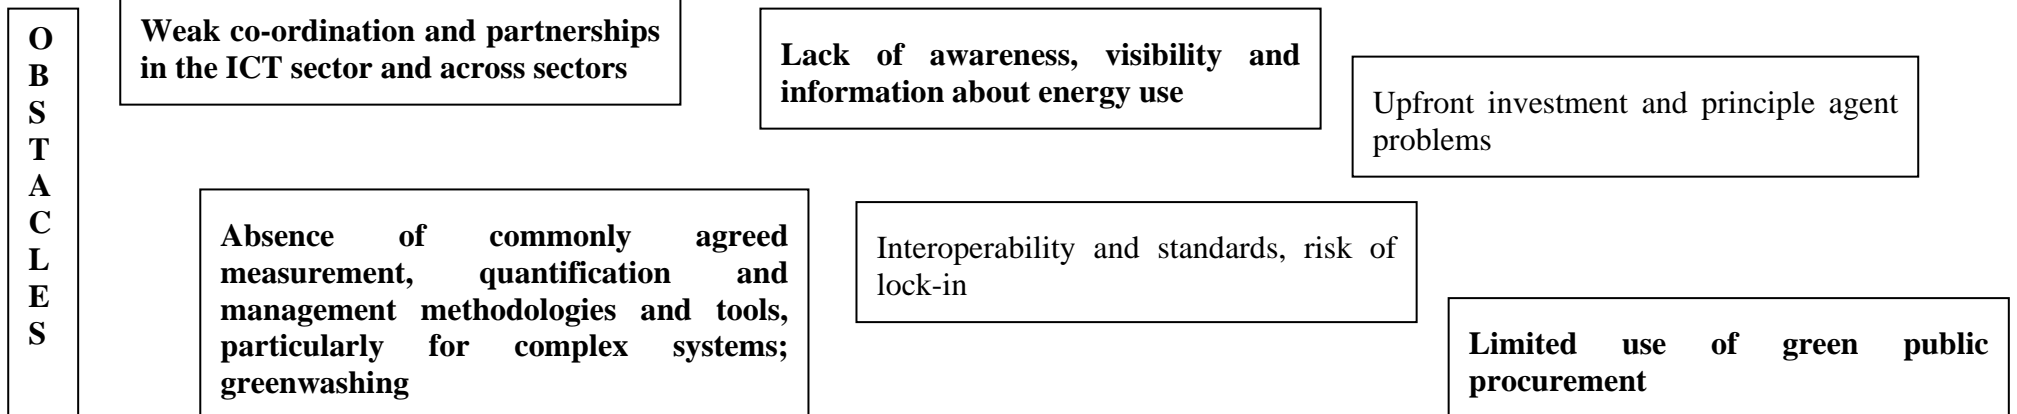 O
B
S
T
A
C
L
E
S
Weak co-ordination and partnerships
in the ICT sector and across sectors
Lack of awareness, visibility and
information about energy use
Upfront investment and principle agent
problems
Absence of commonly agreed
measurement, quantification and
management methodologies and tools,
particularly for complex systems;
greenwashing
Interoperability and standards, risk of
lock-in
Limited use of green public
procurement